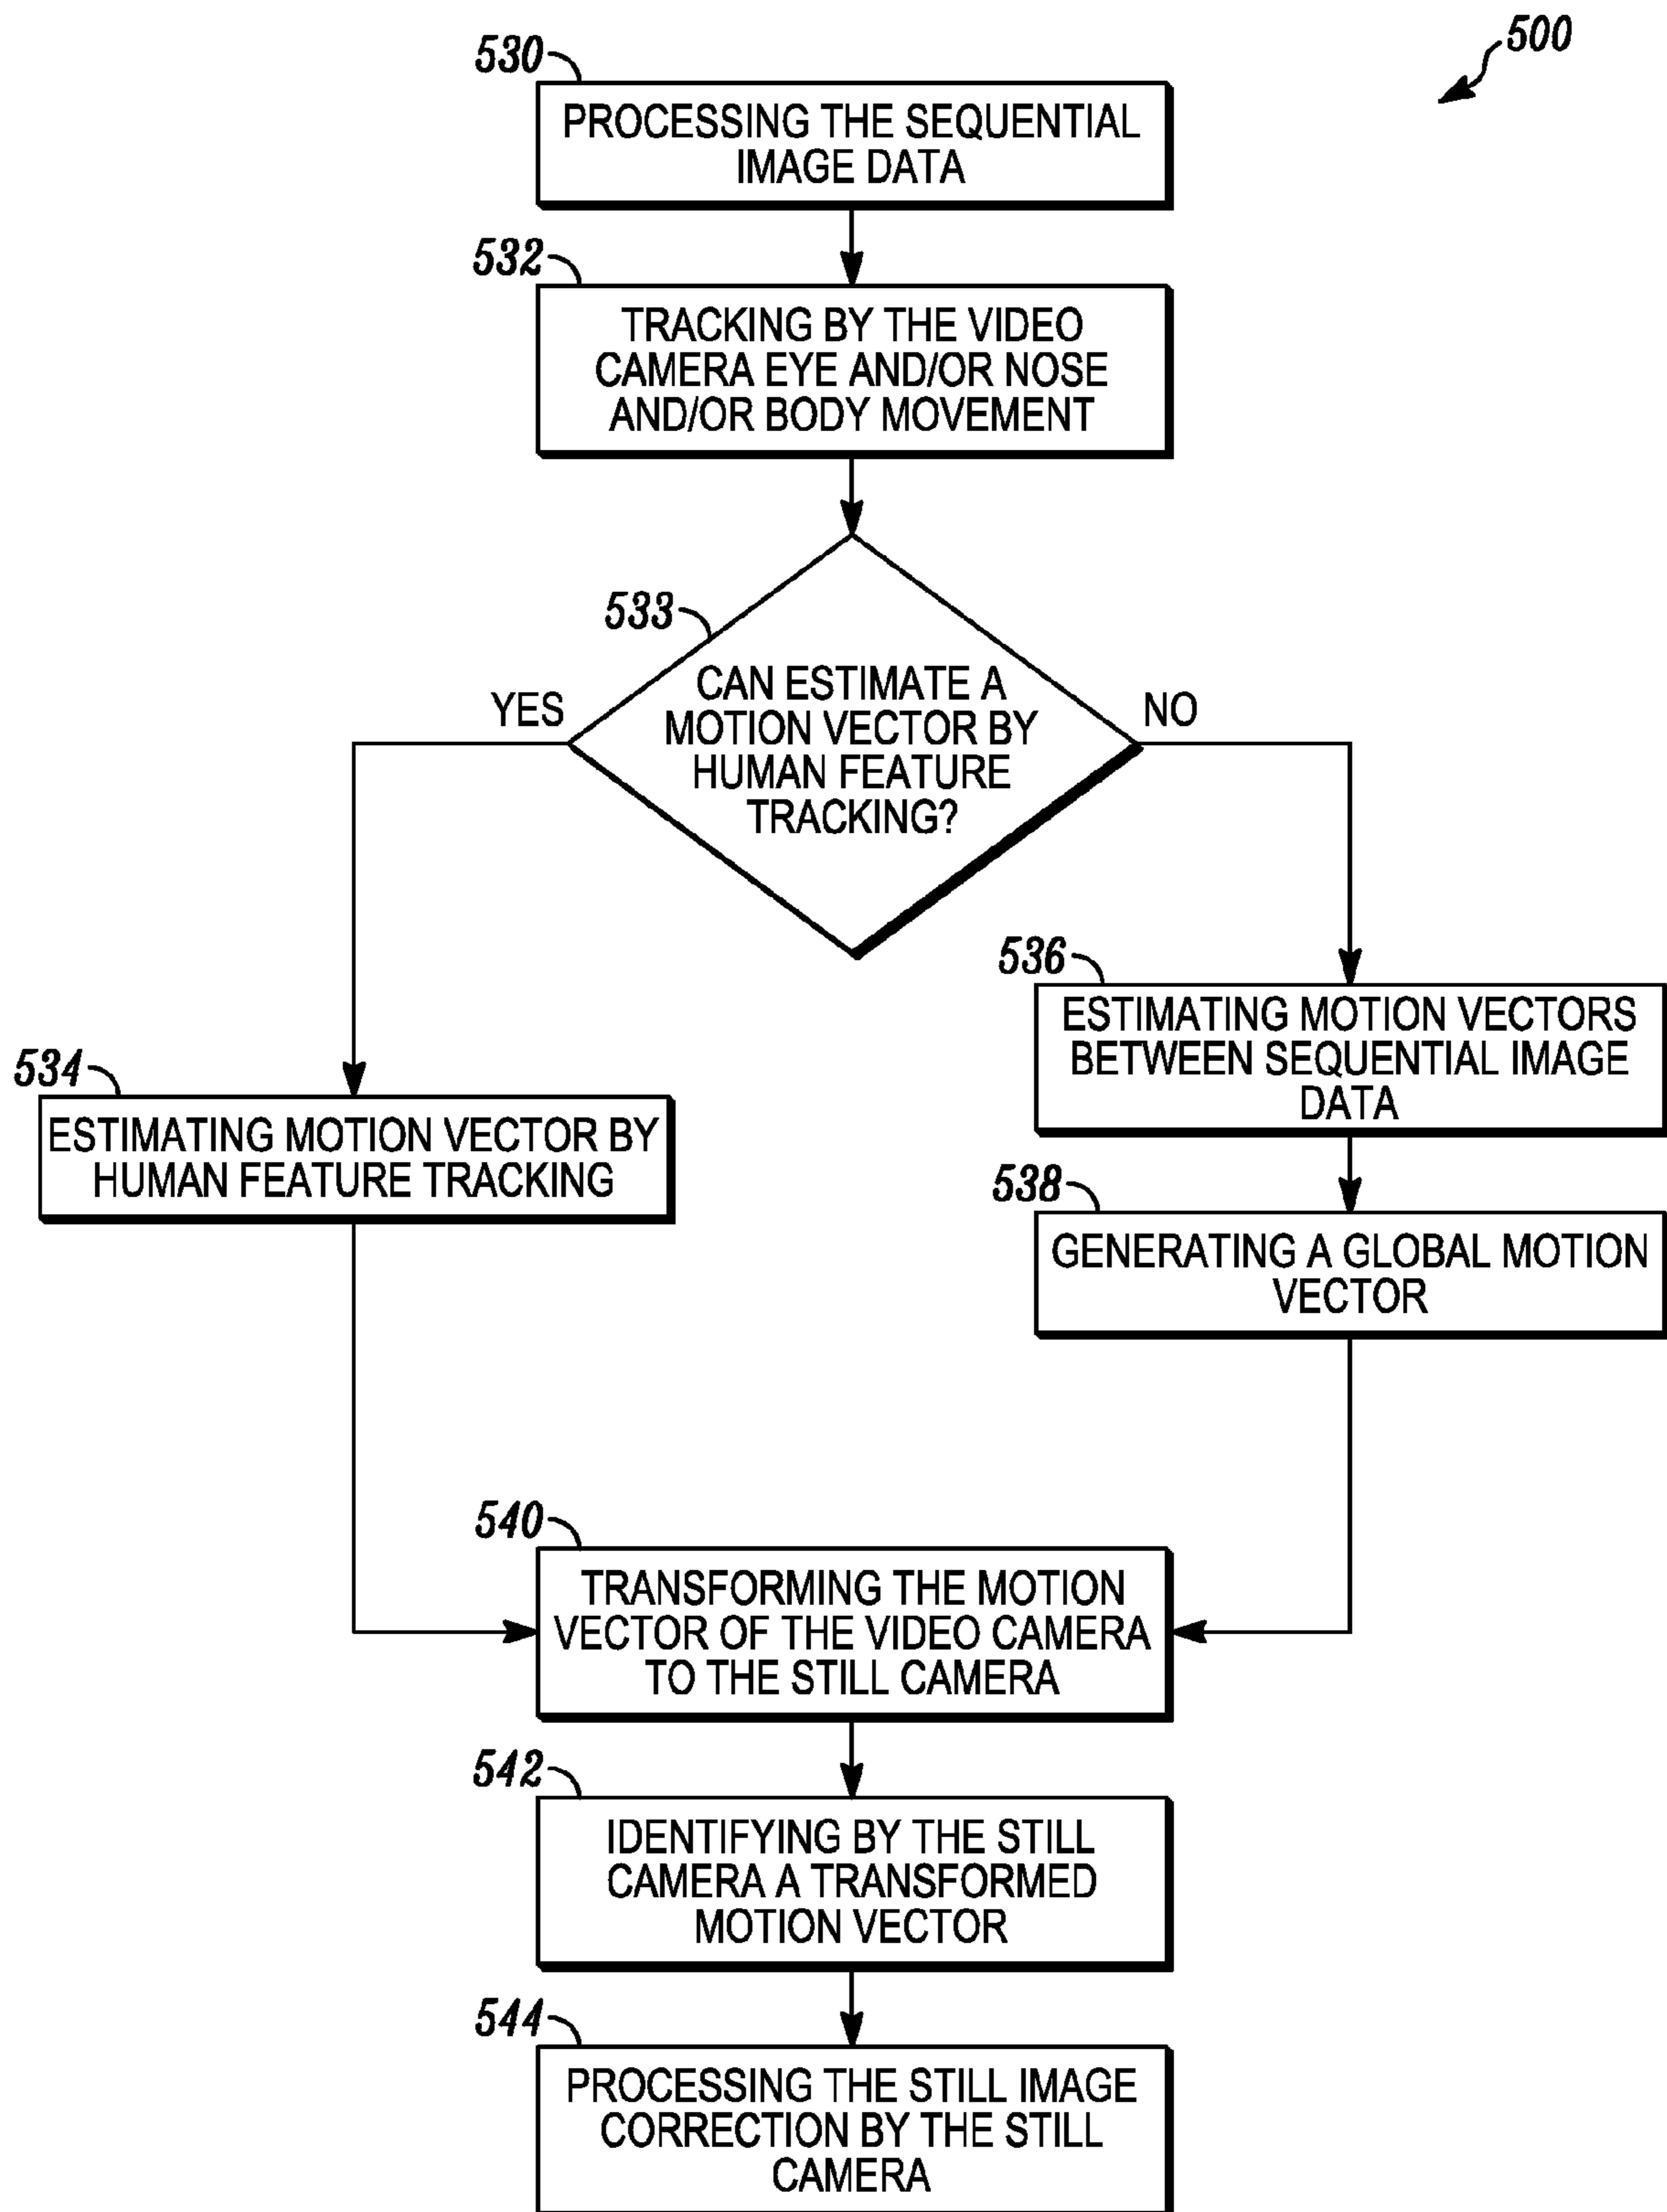 500
530
PROCESSING THE SEQUENTIAL
IMAGE DATA
532
TRACKING BY THE VIDEO
CAMERA EYE AND/OR NOSE
AND/OR BODY MOVEMENT
533
CAN ESTIMATE A
MOTION VECTOR BY
HUMAN FEATURE
TRACKING?
YES
NO
534
ESTIMATING MOTION VECTOR BY
HUMAN FEATURE TRACKING
536
ESTIMATING MOTION VECTORS
BETWEEN SEQUENTIAL IMAGE
DATA
538
GENERATING A GLOBAL MOTION
VECTOR
540
TRANSFORMING THE MOTION
VECTOR OF THE VIDEO CAMERA
TO THE STILL CAMERA
542
IDENTIFYING BY THE STILL
CAMERA A TRANSFORMED
MOTION VECTOR
544
PROCESSING THE STILL IMAGE
CORRECTION BY THE STILL
CAMERA